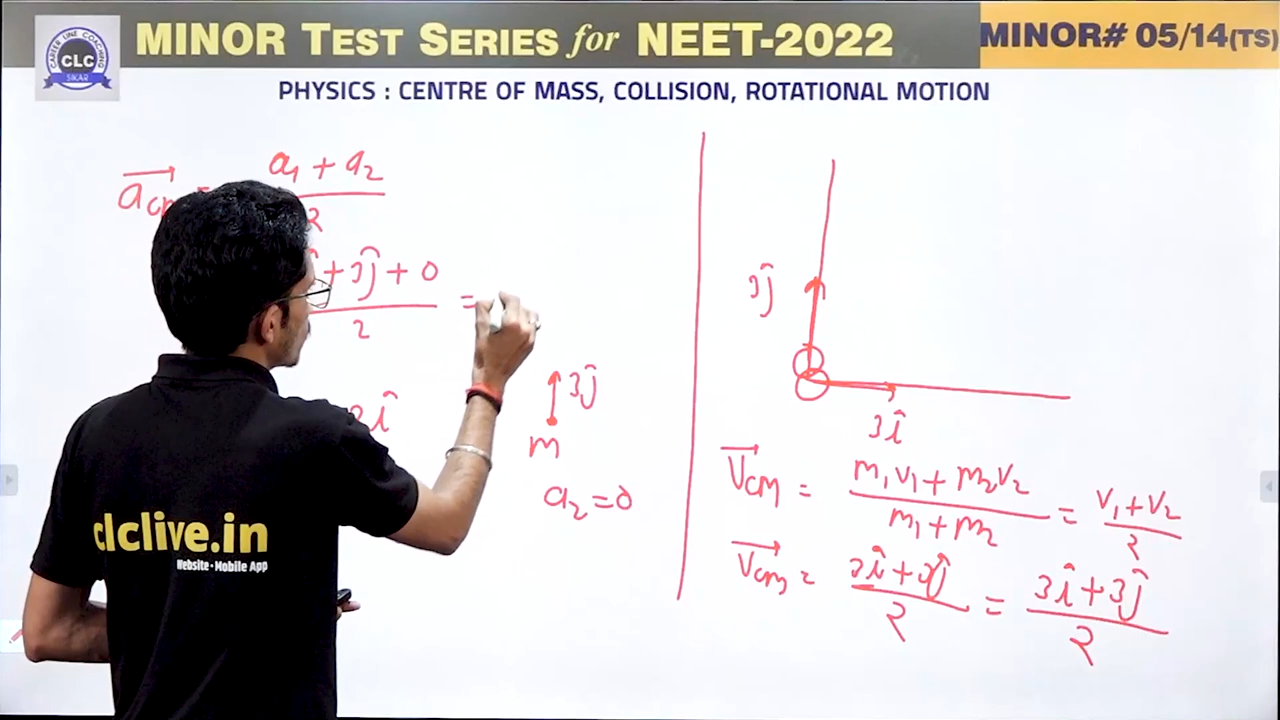 MINOR TEST SERIES for NEET-2022
MINOR# 05/14(TS)
CAREER LINE COACHING
CLC
SIKAR
PHYSICS : CENTRE OF MASS, COLLISION, ROTATIONAL MOTION
a₁ + a₂
2
+ 3ĵ + 0
2
=
3ĵ
m
a₂ = 0
clclive.in
Website • Mobile App
3ĵ
3î
V⃗cm = m₁v₁ + m₂v₂ / m₁ + m₂ = v₁ + v₂ / 2
V⃗cm = 3î + 3ĵ / 2 = 3î + 3ĵ / 2